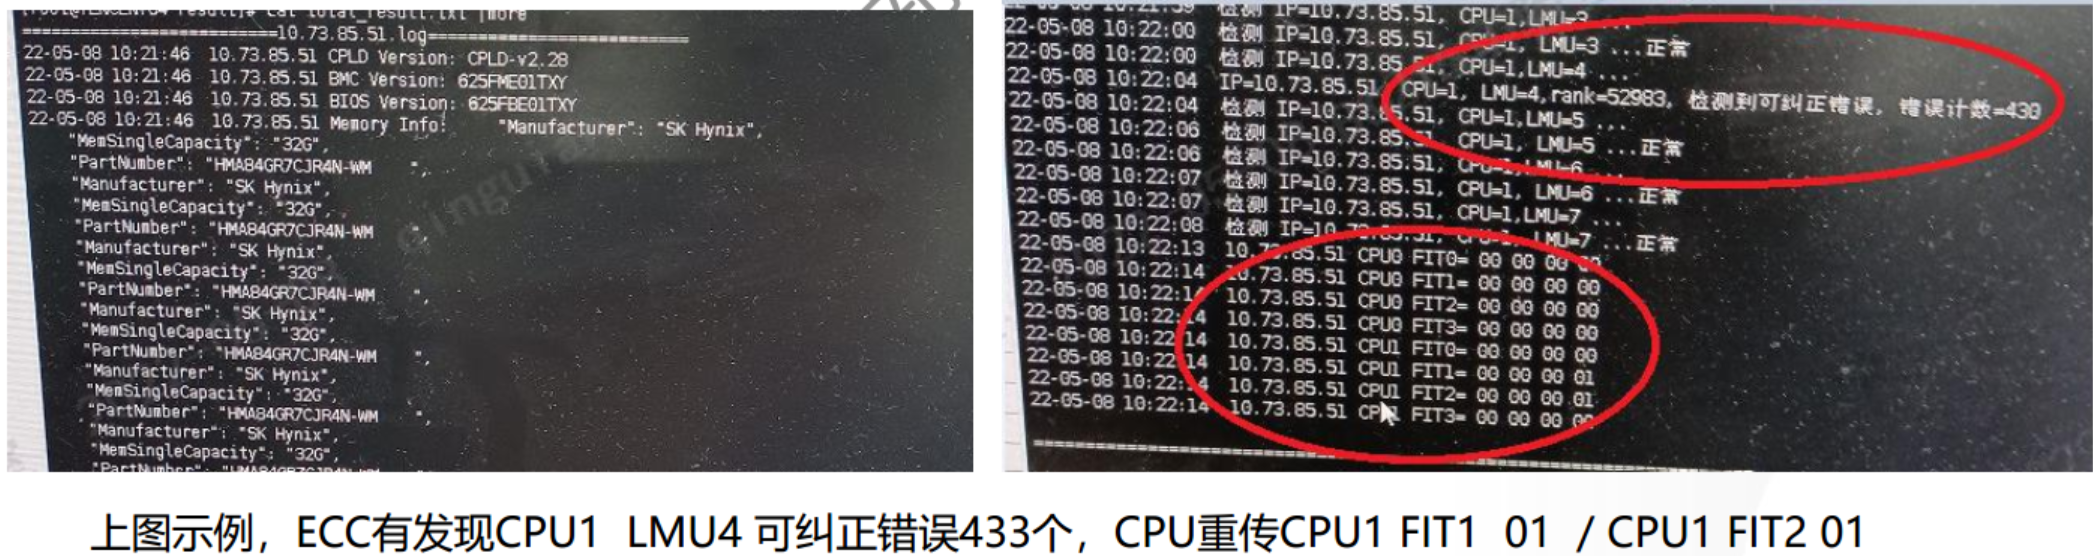 [root@TENCENT64 result]# cat total_result.txt |more
=========================10.73.85.51.log=========================
22-05-08 10:21:46 10.73.85.51 CPLD Version: CPLD-v2.28
22-05-08 10:21:46 10.73.85.51 BMC Version: 625FME01TXY
22-05-08 10:21:46 10.73.85.51 BIOS Version: 625FBE01TXY
22-05-08 10:21:46 10.73.85.51 Memory Info: "Manufacturer": "SK Hynix",
"MemSingleCapacity": "32G",
"PartNumber": "HMA84GR7CJR4N-WM ",
"Manufacturer": "SK Hynix",
"MemSingleCapacity": "32G",
"PartNumber": "HMA84GR7CJR4N-WM ",
"Manufacturer": "SK Hynix",
"MemSingleCapacity": "32G",
"PartNumber": "HMA84GR7CJR4N-WM ",
"Manufacturer": "SK Hynix",
"MemSingleCapacity": "32G",
"PartNumber": "HMA84GR7CJR4N-WM ",
"Manufacturer": "SK Hynix",
"MemSingleCapacity": "32G",
"PartNumber": "HMA84GR7CJR4N-WM ",
"Manufacturer": "SK Hynix",
"MemSingleCapacity": "32G",
"PartNumber": "HMA84GR7CJR4N-WM
22-05-08 10:21:59 检测 IP=10.73.85.51, CPU=1,LMU=3 ...
22-05-08 10:22:00 检测 IP=10.73.85.51, CPU=1, LMU=3 ...正常
22-05-08 10:22:00 检测 IP=10.73.85.51, CPU=1,LMU=4 ...
22-05-08 10:22:04 IP=10.73.85.51, CPU=1, LMU=4,rank=52983, 检测到可纠正错误, 错误计数=430
22-05-08 10:22:04 检测 IP=10.73.85.51, CPU=1,LMU=5 ...
22-05-08 10:22:06 检测 IP=10.73.85.51, CPU=1, LMU=5 ...正常
22-05-08 10:22:06 检测 IP=10.73.85.51, CPU=1,LMU=6 ...
22-05-08 10:22:07 检测 IP=10.73.85.51, CPU=1, LMU=6 ...正常
22-05-08 10:22:07 检测 IP=10.73.85.51, CPU=1,LMU=7 ...
22-05-08 10:22:08 检测 IP=10.73.85.51, CPU=1, LMU=7 ...正常
22-05-08 10:22:13 10.73.85.51 CPU0 FIT0= 00 00 00 00
22-05-08 10:22:14 10.73.85.51 CPU0 FIT1= 00 00 00 00
22-05-08 10:22:14 10.73.85.51 CPU0 FIT2= 00 00 00 00
22-05-08 10:22:14 10.73.85.51 CPU0 FIT3= 00 00 00 00
22-05-08 10:22:14 10.73.85.51 CPU1 FIT0= 00 00 00 00
22-05-08 10:22:14 10.73.85.51 CPU1 FIT1= 00 00 00 01
22-05-08 10:22:14 10.73.85.51 CPU1 FIT2= 00 00 00 01
22-05-08 10:22:14 10.73.85.51 CPU1 FIT3= 00 00 00 00
上图示例，ECC有发现CPU1 LMU4 可纠正错误433个，CPU重传CPU1 FIT1 01 / CPU1 FIT2 01